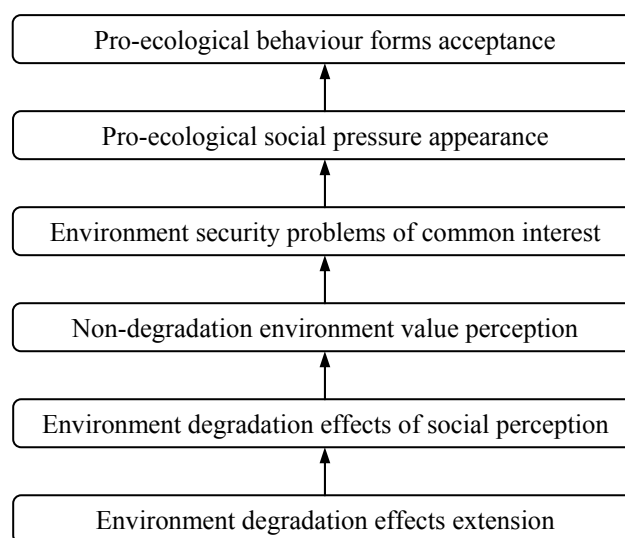 Pro-ecological behaviour forms acceptance
Pro-ecological social pressure appearance
Environment security problems of common interest
Non-degradation environment value perception
Environment degradation effects of social perception
Environment degradation effects extension